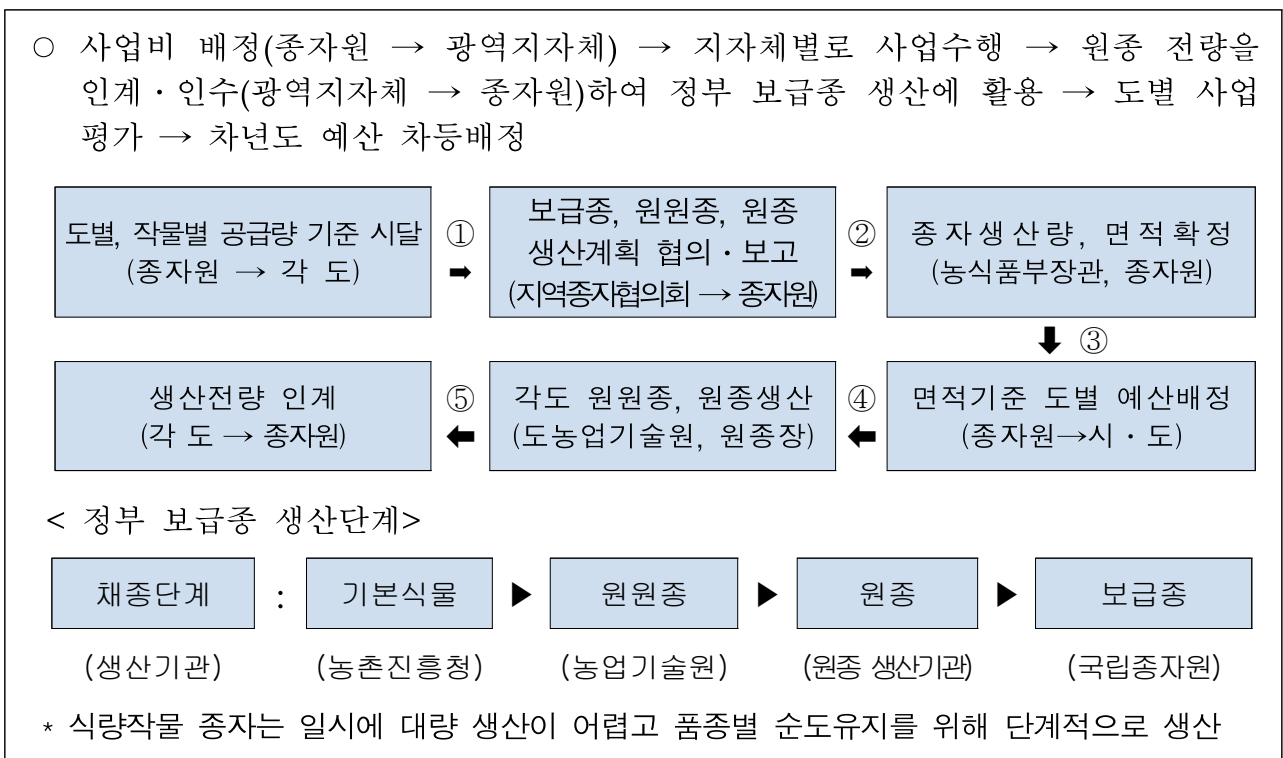 ○ 사업비 배정(종자원 → 광역지자체) → 지자체별로 사업수행 → 원종 전량을
인계・인수(광역지자체 → 종자원)하여 정부 보급종 생산에 활용 → 도별 사업
평가 → 차년도 예산 차등배정
도별, 작물별 공급량 기준 시달
(종자원 → 각 도)
①
➡
보급종, 원원종, 원종
생산계획 협의・보고
(지역종자협의회 → 종자원)
②
➡
종자생산량, 면적확정
(농식품부장관, 종자원)
⬇ ③
면적기준 도별 예산배정
(종자원→시・도)
④
⬅
각도 원원종, 원종생산
(도농업기술원, 원종장)
⑤
⬅
생산전량 인계
(각 도 → 종자원)
< 정부 보급종 생산단계>
채종단계 : 기본식물 ▶ 원원종 ▶ 원종 ▶ 보급종
(생산기관) (농촌진흥청) (농업기술원) (원종 생산기관) (국립종자원)
* 식량작물 종자는 일시에 대량 생산이 어렵고 품종별 순도유지를 위해 단계적으로 생산